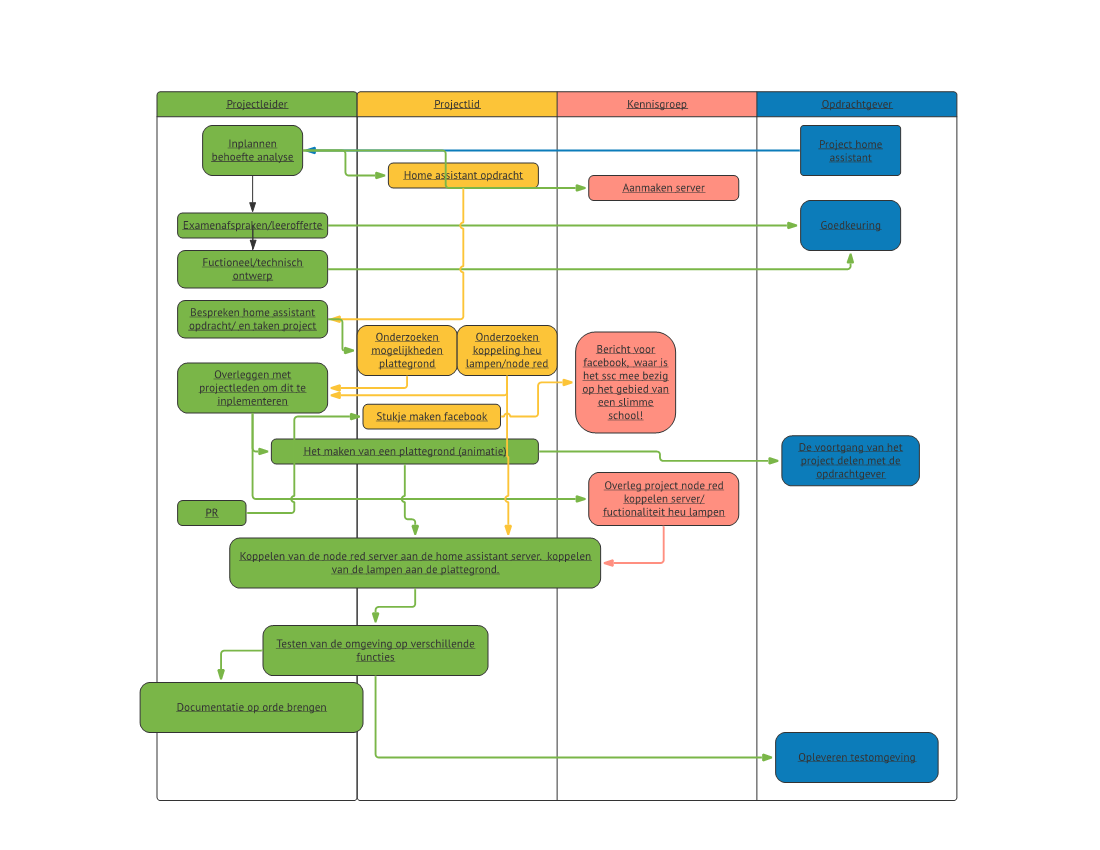 Projectleider
Projectlid
Kennisgroep
Opdrachtgever
Inplannen
behoefte analyse
Project home
assistant
Home assistant opdracht
Aanmaken server
Examenafspraken/leerofferte
Goedkeuring
Fuctioneel/technisch
ontwerp
Bespreken home assistant
opdracht/ en taken project
Onderzoeken
mogelijkheden
plattegrond
Onderzoeken
koppeling heu
lampen/node red
Bericht voor
facebook,  waar is
het ssc mee bezig
op het gebied van
een slimme
school!
Overleggen met
projectleden om dit te
inplementeren
Stukje maken facebook
Het maken van een plattegrond (animatie)
De voortgang van het
project delen met de
opdrachtgever
Overleg project node red
koppelen server/
fuctionaliteit heu lampen
PR
Koppelen van de node red server aan de home assistant server.  koppelen
van de lampen aan de plattegrond.
Testen van de omgeving op verschillende
functies
Documentatie op orde brengen
Opleveren testomgeving